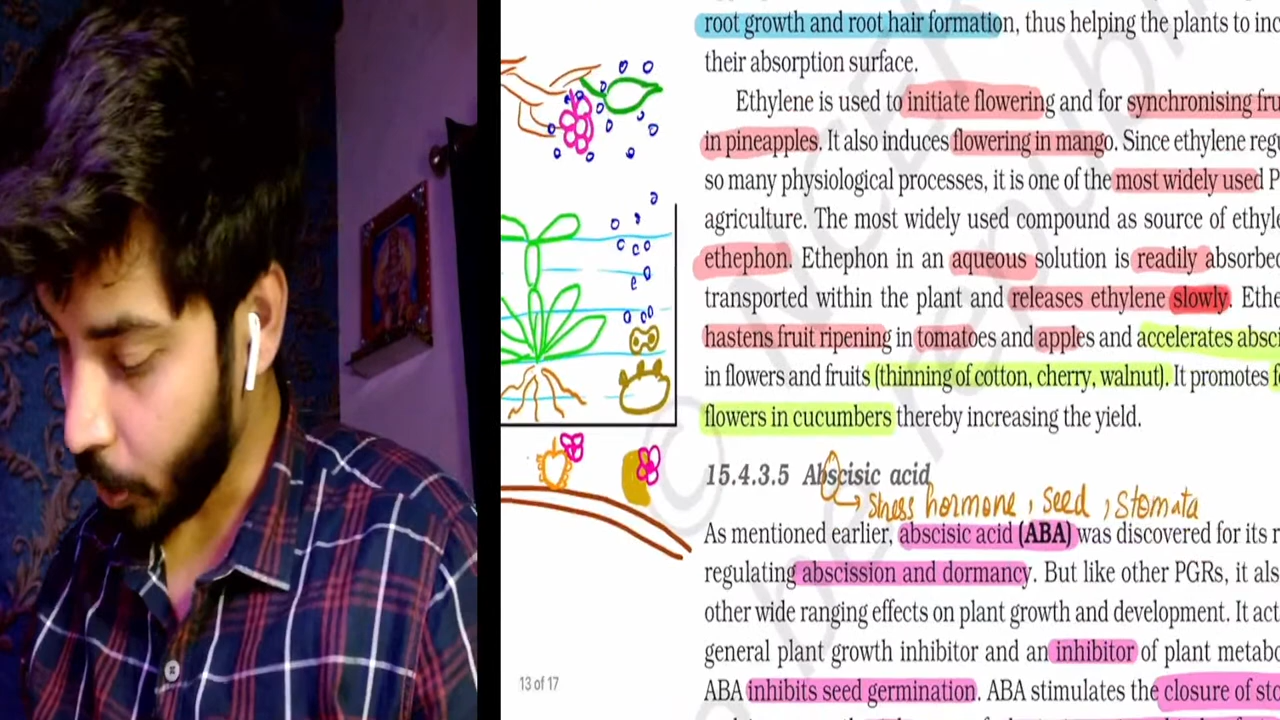 root growth and root hair formation, thus helping the plants to inc
their absorption surface.
Ethylene is used to initiate flowering and for synchronising fru
in pineapples. It also induces flowering in mango. Since ethylene regu
so many physiological processes, it is one of the most widely used P
agriculture. The most widely used compound as source of ethyle
ethephon. Ethephon in an aqueous solution is readily absorbed
transported within the plant and releases ethylene slowly. Ethe
hastens fruit ripening in tomatoes and apples and accelerates absci
in flowers and fruits (thinning of cotton, cherry, walnut). It promotes fe
flowers in cucumbers thereby increasing the yield.
15.4.3.5 Abscisic acid
Stress hormone, Seed, Stomata
As mentioned earlier, abscisic acid (ABA) was discovered for its r
regulating abscission and dormancy. But like other PGRs, it als
other wide ranging effects on plant growth and development. It act
general plant growth inhibitor and an inhibitor of plant metabo
ABA inhibits seed germination. ABA stimulates the closure of sto
13 of 17